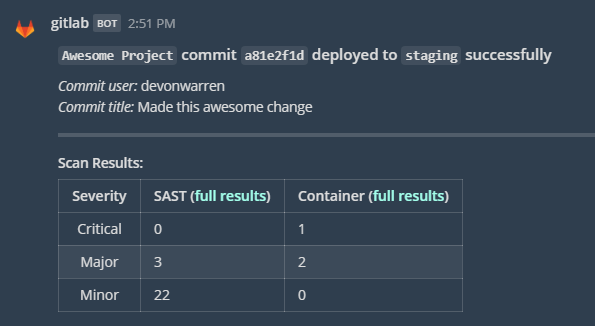 gitlab BOT 2:51 PM
Awesome Project commit a81e2f1d deployed to staging successfully
Commit user: devonwarren
Commit title: Made this awesome change
Scan Results:
Severity SAST (full results) Container (full results)
Critical 0 1
Major 3 2
Minor 22 0